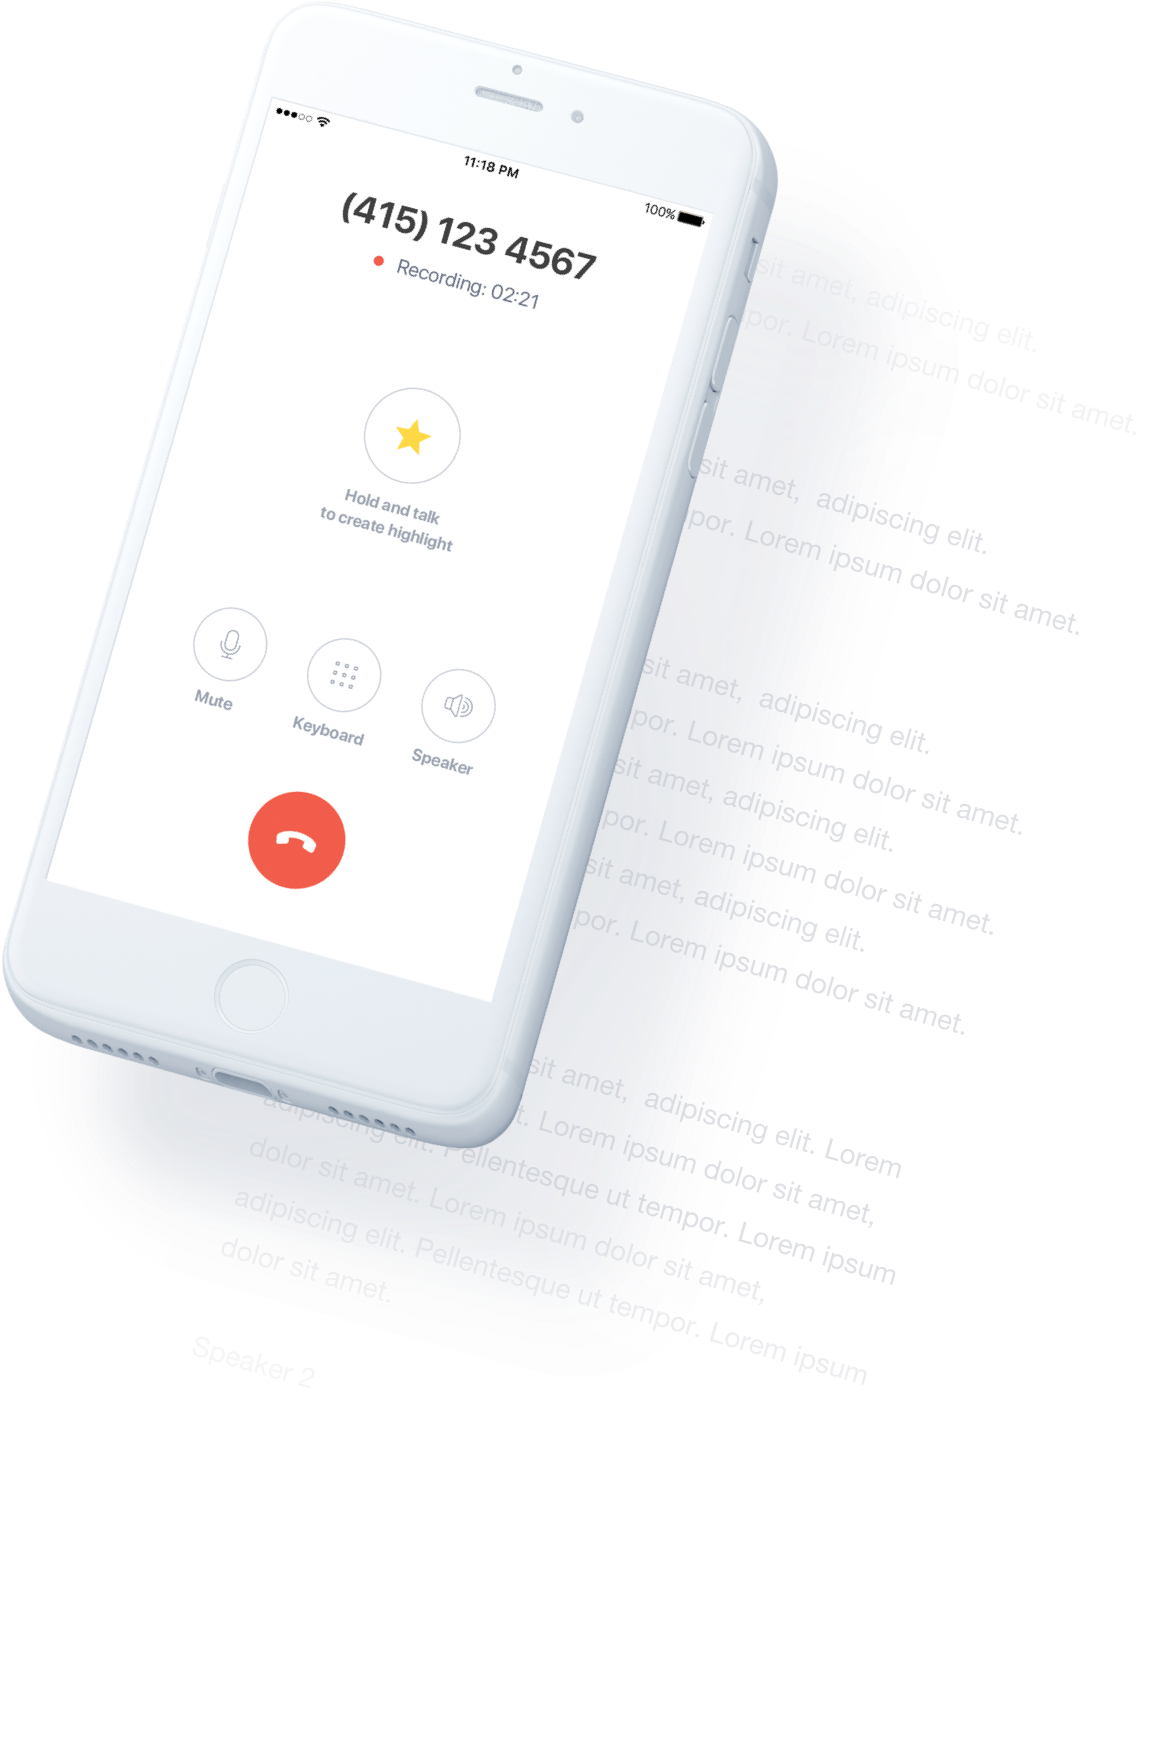 11:18 PM
100%
(415) 123 4567
Recording: 02:21
Hold and talk
to create highlight
Mute
Keyboard
Speaker
sit amet, adipiscing elit.
por. Lorem ipsum dolor sit amet.
sit amet, adipiscing elit.
por. Lorem ipsum dolor sit amet.
sit amet, adipiscing elit.
por. Lorem ipsum dolor sit amet.
sit amet, adipiscing elit.
por. Lorem ipsum dolor sit amet.
sit amet, adipiscing elit.
por. Lorem ipsum dolor sit amet.
sit amet, adipiscing elit. Lorem
t. Lorem ipsum dolor sit amet,
adipiscing elit. Pellentesque ut tempor. Lorem ipsum
dolor sit amet. Lorem ipsum dolor sit amet,
adipiscing elit. Pellentesque ut tempor. Lorem ipsum
dolor sit amet.
Speaker 2